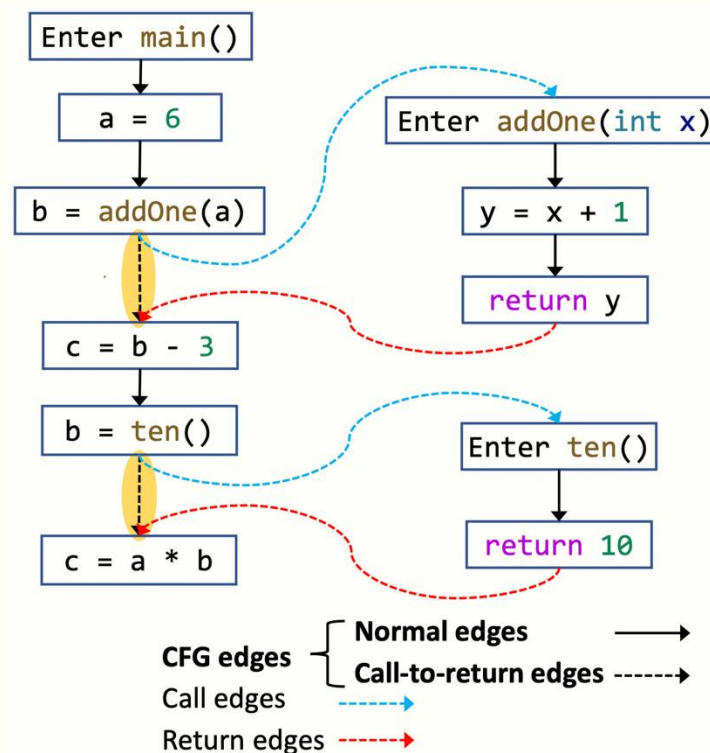 Enter main()
a = 6
b = addOne(a)
c = b - 3
b = ten()
c = a * b
Enter addOne(int x)
y = x + 1
return y
Enter ten()
return 10
CFG edges
Normal edges
Call-to-return edges
Call edges
Return edges